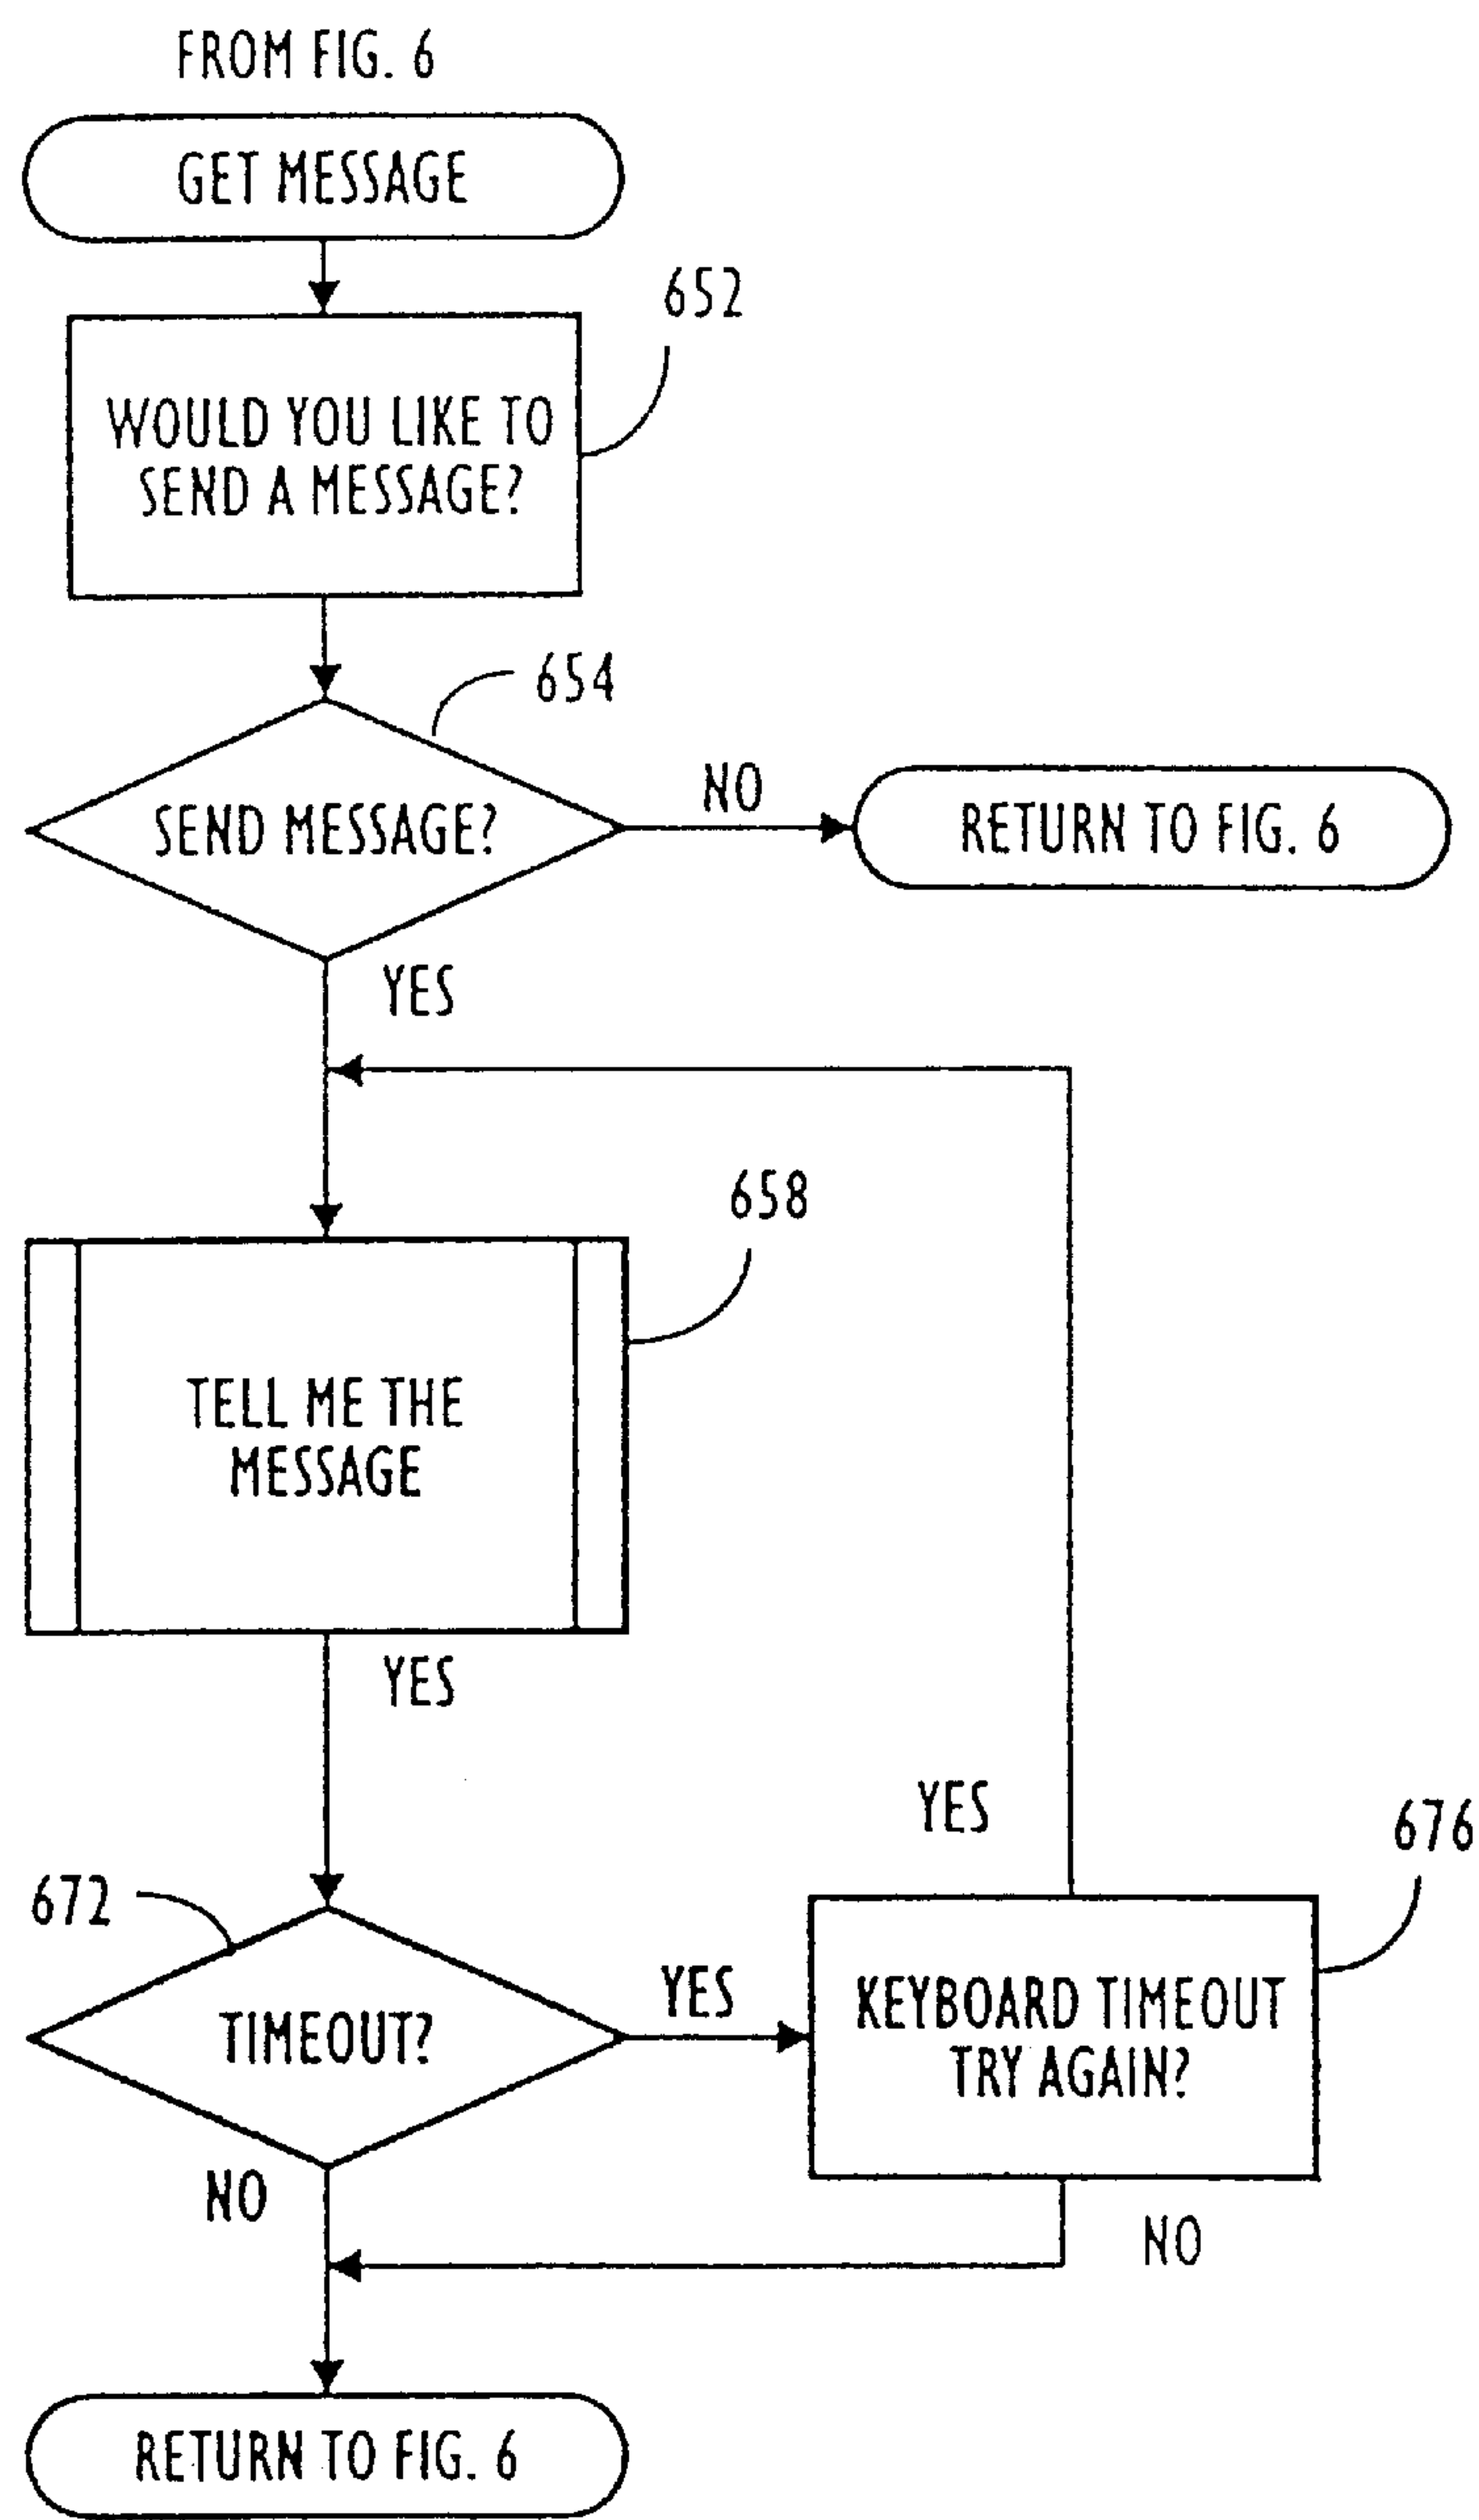 FROM FIG. 6
GET MESSAGE
652
WOULD YOU LIKE TO
SEND A MESSAGE?
654
SEND MESSAGE?
NO
RETURN TO FIG. 6
YES
658
TELL ME THE
MESSAGE
YES
YES
676
672
TIMEOUT?
YES
KEYBOARD TIMEOUT
TRY AGAIN?
NO
NO
RETURN TO FIG. 6